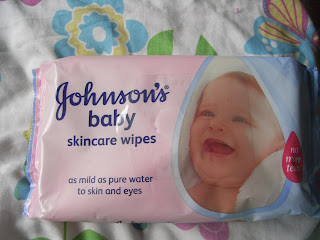 Johnson's®
baby
skincare wipes
as mild as pure water
to skin and eyes
no
more
tears